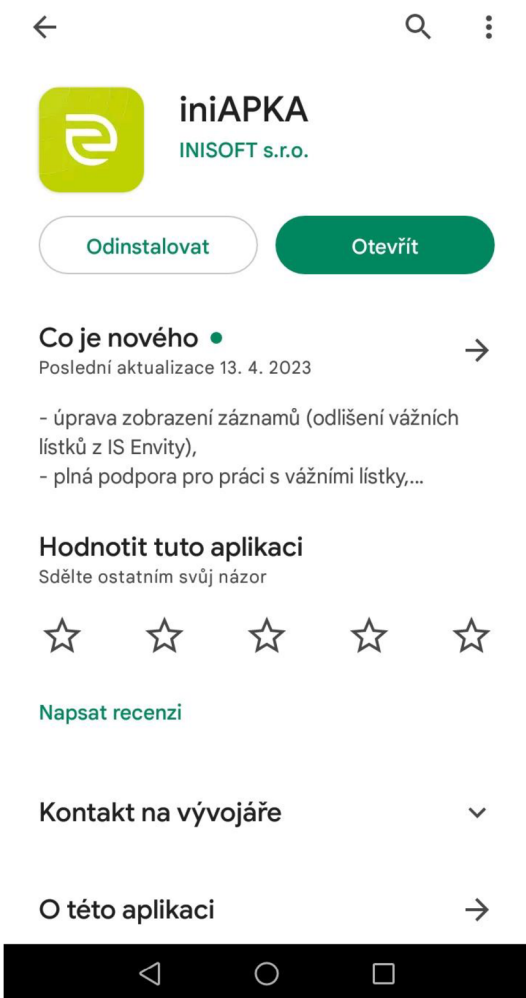 iniAPKA
INISOFT s.r.o.
Odinstalovat
Otevřít
Co je nového
Poslední aktualizace 13. 4. 2023
- úprava zobrazení záznamů (odlišení vážních
lístků z IS Envity),
- plná podpora pro práci s vážními lístky,...
Hodnotit tuto aplikaci
Sdělte ostatním svůj názor
Napsat recenzi
Kontakt na vývojáře
O této aplikaci